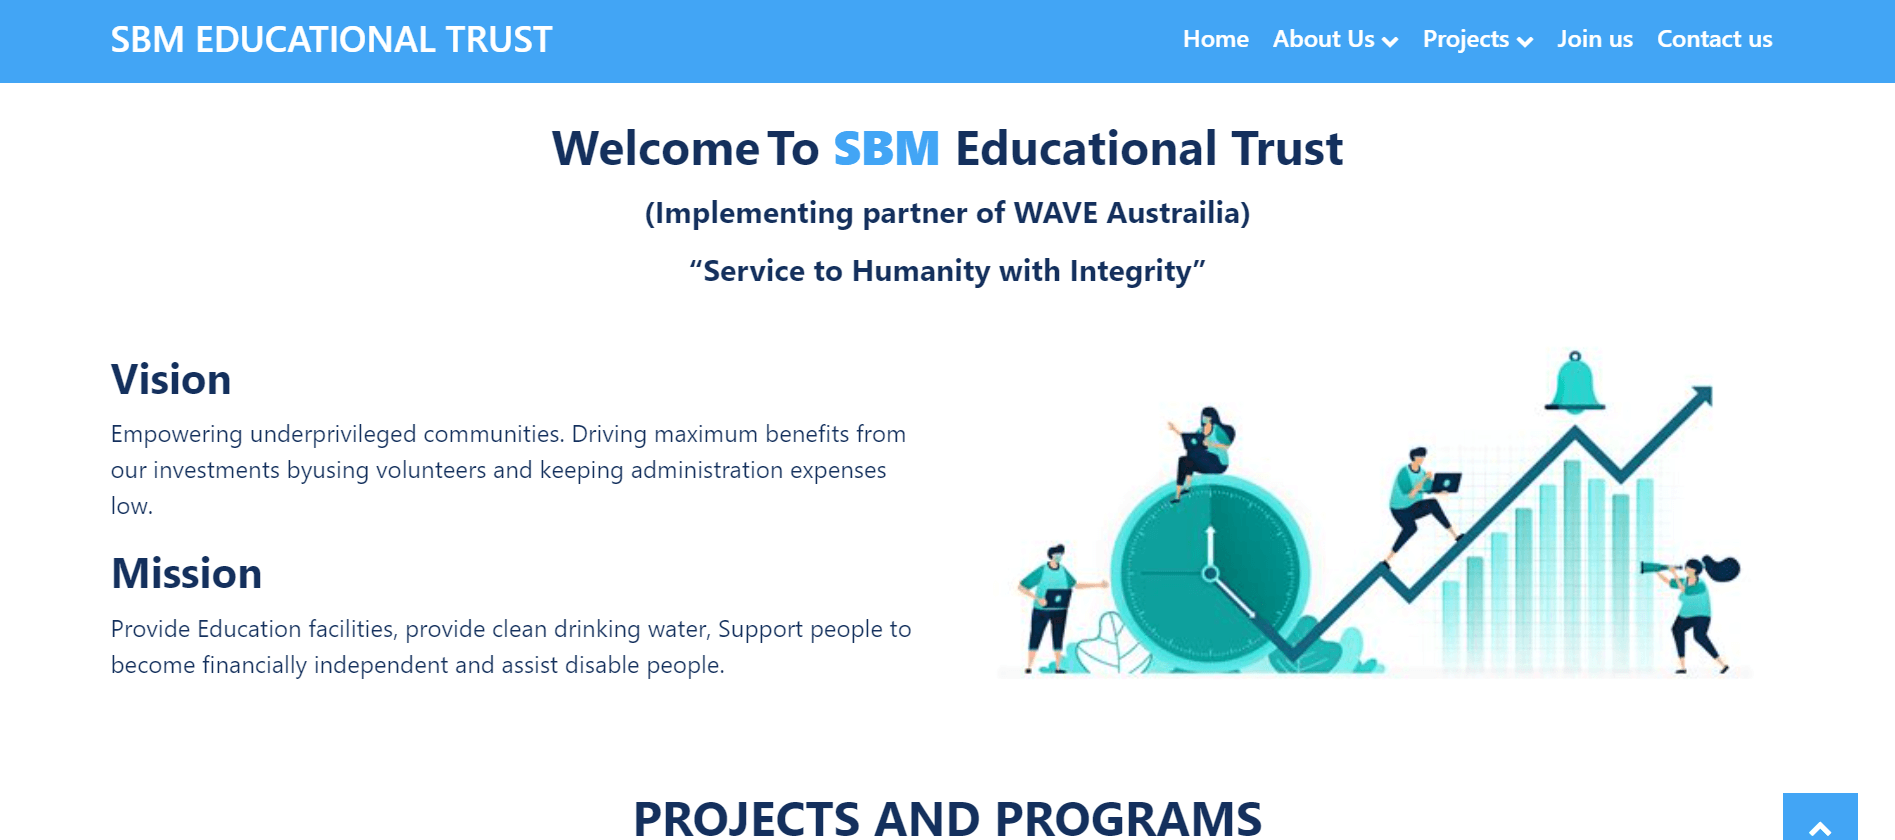 SBM EDUCATIONAL TRUST
Home About Us Projects Join us Contact us
Welcome To SBM Educational Trust
(Implementing partner of WAVE Austrailia)
“Service to Humanity with Integrity”
Vision
Empowering underprivileged communities. Driving maximum benefits from
our investments byusing volunteers and keeping administration expenses
low.
Mission
Provide Education facilities, provide clean drinking water, Support people to
become financially independent and assist disable people.
PROJECTS AND PROGRAMS